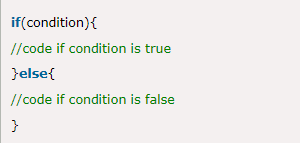 if(condition){
//code if condition is true
}else{
//code if condition is false
}